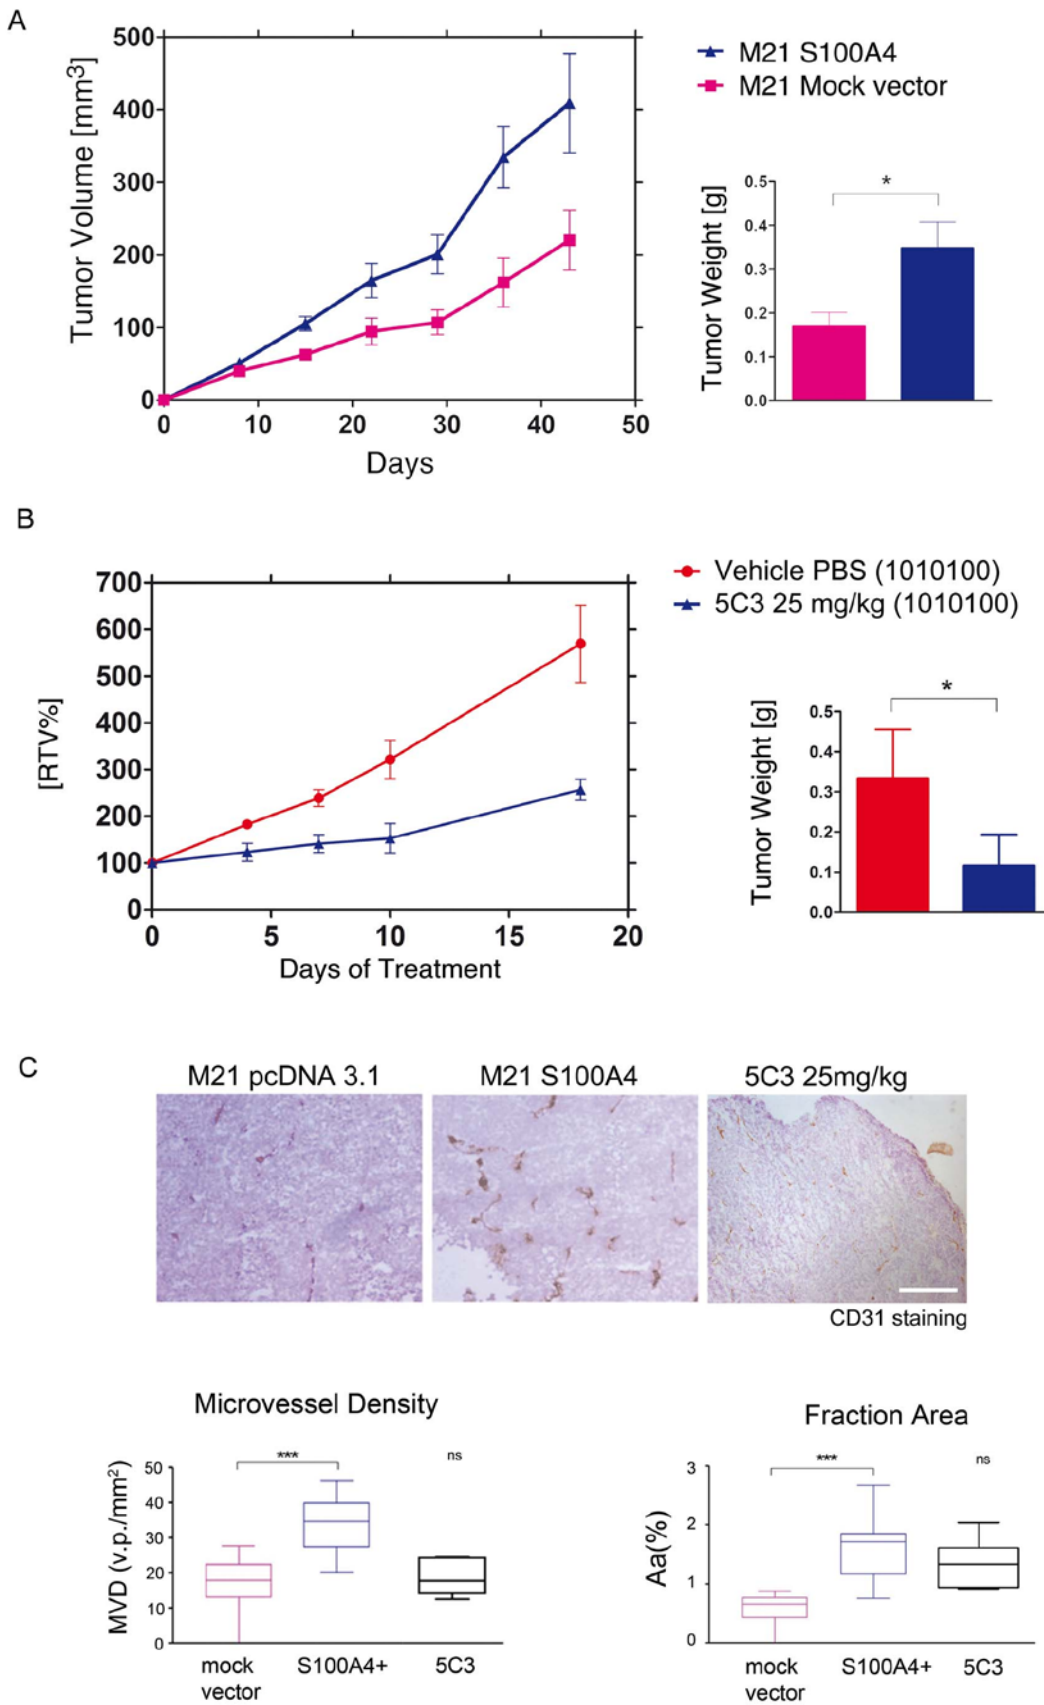 A
Tumor Volume [mm3]
500
400
300
200
100
0
0 10 20 30 40 50
Days
M21 S100A4
M21 Mock vector
Tumor Weight [g]
0.5
0.4
0.3
0.2
0.1
0.0
*
B
[RTV%]
700
600
500
400
300
200
100
0
0 5 10 15 20
Days of Treatment
Vehicle PBS (1010100)
5C3 25 mg/kg (1010100)
Tumor Weight [g]
0.5
0.4
0.3
0.2
0.1
0.0
*
C
M21 pcDNA 3.1 M21 S100A4 5C3 25mg/kg
CD31 staining
Microvessel Density
MVD (v.p./mm2)
50
40
30
20
10
0
*** ns
mock S100A4+ 5C3
vector
Fraction Area
Aa(%)
3
2
1
0
*** ns
mock S100A4+ 5C3
vector